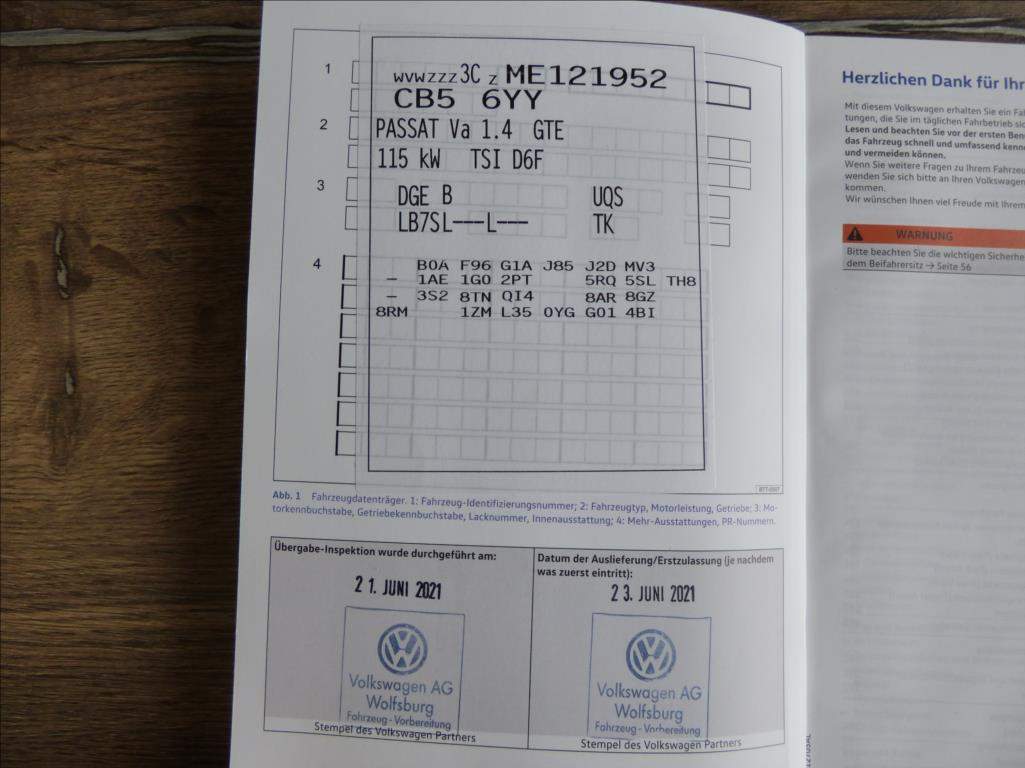 1
wvwzzz3C z ME121952
CB5 6YY
2
PASSAT Va 1.4 GTE
115 kW TSI D6F
3
DGE B UQS
LB7SL---L--- TK
4
B0A F96 G1A J85 J2D MV3
- 1AE 1G0 2PT 5RQ 5SL TH8
- 3S2 8TN QI4 8AR 8GZ
8RM 1ZM L35 0YG G01 4BI
Abb. 1 Fahrzeugdatenträger. 1: Fahrzeug-Identifizierungsnummer; 2: Fahrzeugtyp, Motorleistung, Getriebe; 3: Mo-
torkennbuchstabe, Getriebekennbuchstabe, Lacknummer, Innenausstattung; 4: Mehr-Ausstattungen, PR-Nummern.
Übergabe-Inspektion wurde durchgeführt am:
21. JUNI 2021
Volkswagen AG
Wolfsburg
Fahrzeug-Vorbereitung
Stempel des Volkswagen Partners
Datum der Auslieferung/Erstzulassung (je nachdem
was zuerst eintritt):
23. JUNI 2021
Volkswagen AG
Wolfsburg
Fahrzeug-Vorbereitung
Stempel des Volkswagen Partners
Herzlichen Dank für Ihr
Mit diesem Volkswagen erhalten Sie ein Fa
tungen, die Sie im täglichen Fahrbetrieb si
Lesen und beachten Sie vor der ersten Ben
das Fahrzeug schnell und umfassend kenn
und vermeiden können.
Wenn Sie weitere Fragen zu Ihrem Fahrzeu
wenden Sie sich bitte an Ihren Volkswagen
kommen.
Wir wünschen Ihnen viel Freude mit Ihrem
WARNUNG
Bitte beachten Sie die wichtigen Sicherhe
dem Beifahrersitz → Seite 56